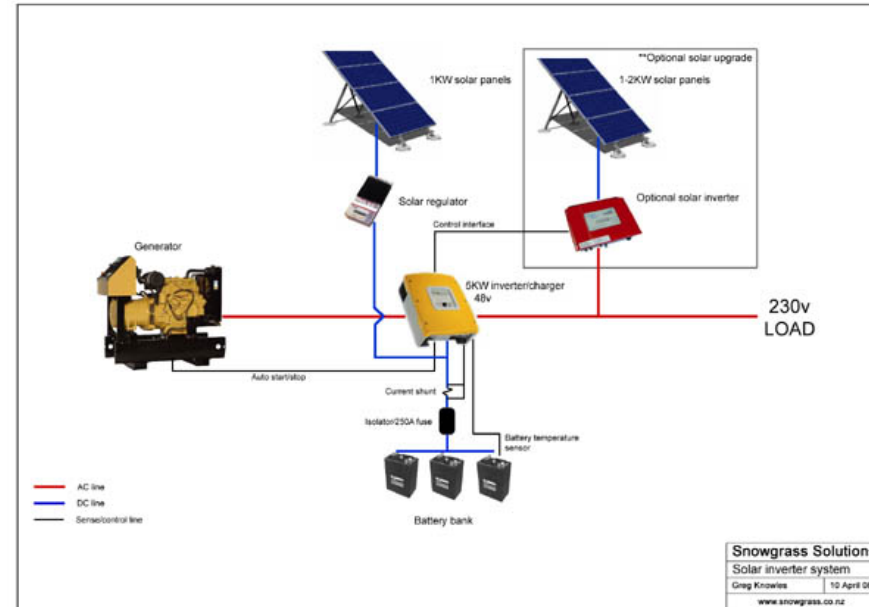 **Optional solar upgrade
1KW solar panels
1-2KW solar panels
Solar regulator
Optional solar inverter
Control interface
Generator
5KW inverter/charger
48v
230v
LOAD
Auto start/stop
Current shunt
Isolator/250A fuse
Battery temperature
sensor
AC line
DC line
Sense/control line
Battery bank
Snowgrass Solution
Solar inverter system
Greg Knowles
10 April 0
www.snowgrass.co.nz